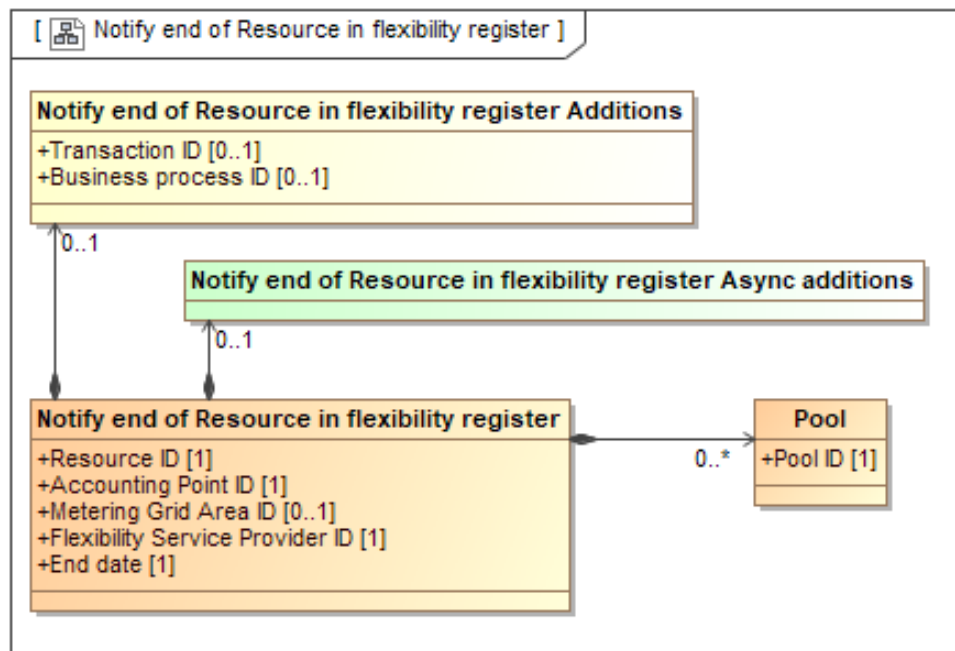 [ Notify end of Resource in flexibility register ]
Notify end of Resource in flexibility register Additions
+Transaction ID [0..1]
+Business process ID [0..1]
0..1
Notify end of Resource in flexibility register Async additions
0..1
Notify end of Resource in flexibility register
+Resource ID [1]
+Accounting Point ID [1]
+Metering Grid Area ID [0..1]
+Flexibility Service Provider ID [1]
+End date [1]
0..*
Pool
+Pool ID [1]